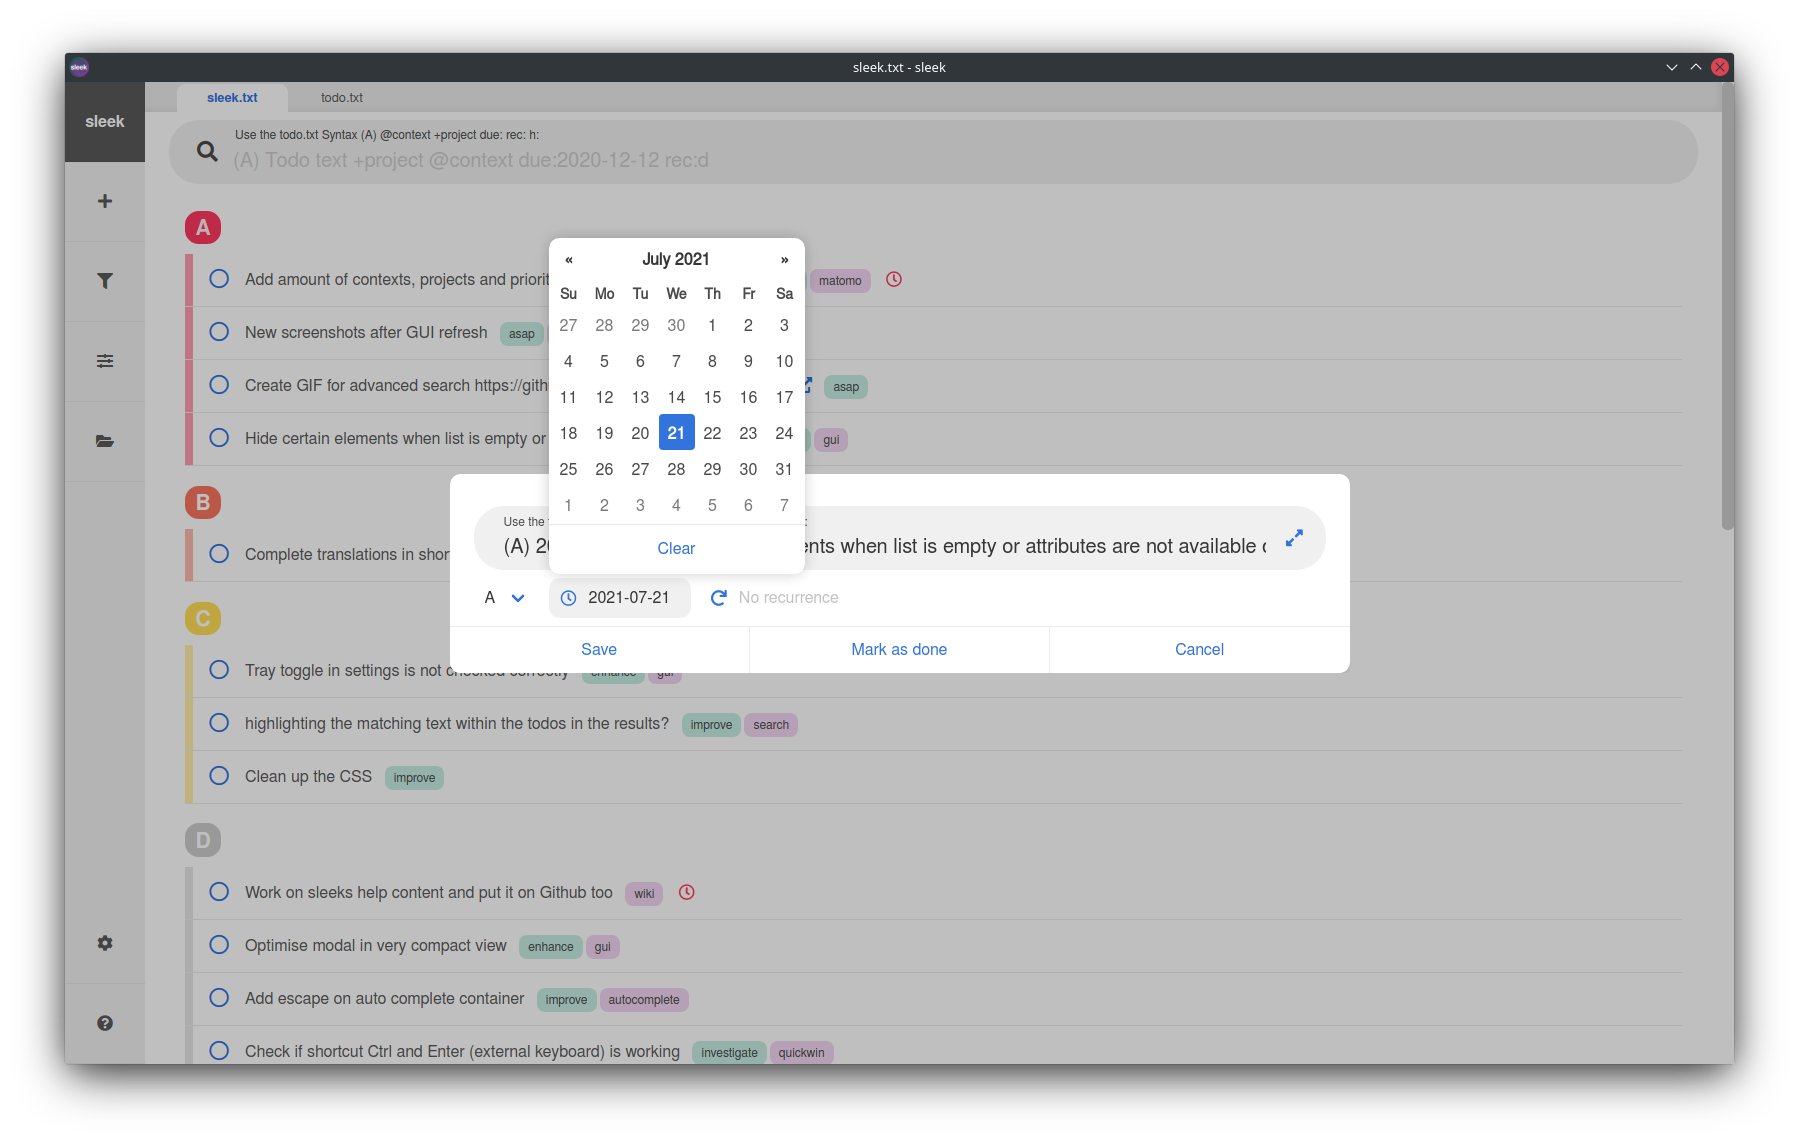 sleek.txt - sleek
sleek
sleek
sleek.txt
todo.txt
Use the todo.txt Syntax (A) @context +project due: rec: h:
(A) Todo text +project @context due:2020-12-12 rec:d
A
Add amount of contexts, projects and matomo
New screenshots after GUI refresh asap
Create GIF for advanced search asap
Hide certain elements when list is empty or gui
« July 2021 »
Su Mo Tu We Th Fr Sa
27 28 29 30 1 2 3
4 5 6 7 8 9 10
11 12 13 14 15 16 17
18 19 20 21 22 23 24
25 26 27 28 29 30 31
1 2 3 4 5 6 7
Clear
Use the
(A) when list is empty or attributes are not available
A 2021-07-21 No recurrence
Save Mark as done Cancel
B
Complete translations in
C
Tray toggle in settings is not checked correctly enhance gui
highlighting the matching text within the todos in the results? improve search
Clean up the CSS improve
D
Work on sleeks help content and put it on Github too wiki
Optimise modal in very compact view enhance gui
Add escape on auto complete container improve autocomplete
Check if shortcut Ctrl and Enter (external keyboard) is working investigate quickwin